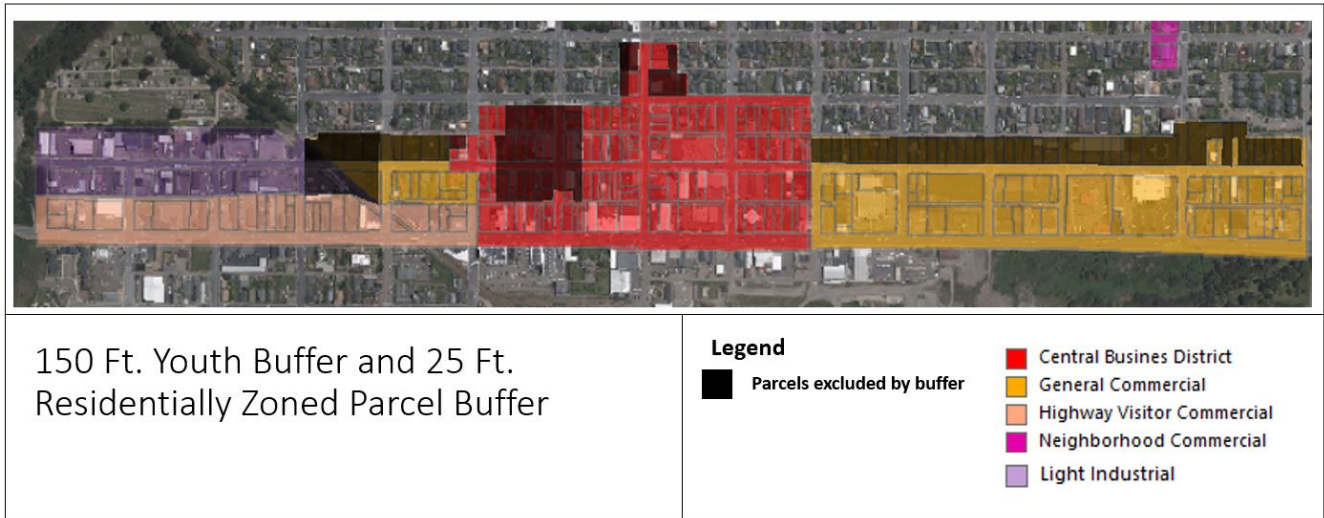 150 Ft. Youth Buffer and 25 Ft.
Residentially Zoned Parcel Buffer
Legend
Parcels excluded by buffer
Central Busines District
General Commercial
Highway Visitor Commercial
Neighborhood Commercial
Light Industrial